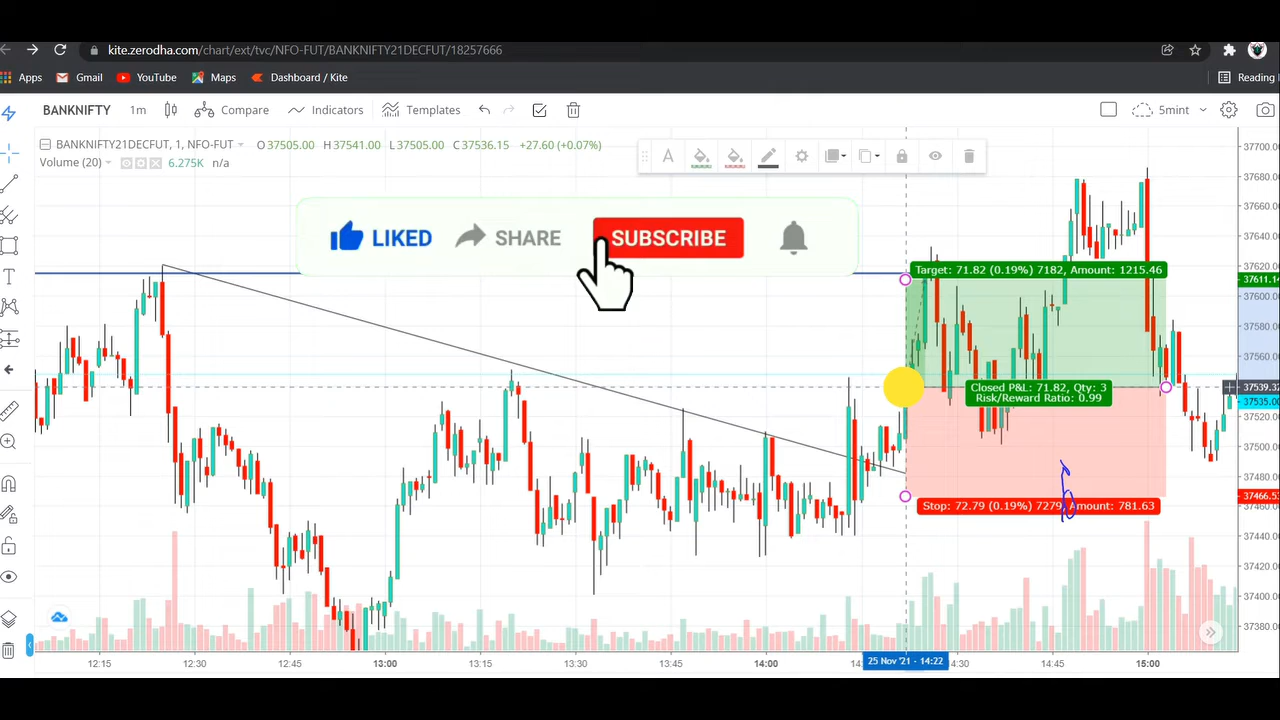 kite.zerodha.com/chart/ext/tvc/NFO-FUT/BANKNIFTY21DECFUT/18257666
Apps Gmail YouTube Maps Dashboard / Kite Reading
BANKNIFTY 1m Compare Indicators Templates 5mint
BANKNIFTY21DECFUT, 1, NFO-FUT O 37505.00 H 37541.00 L 37505.00 C 37536.15 +27.60 (+0.07%)
Volume (20) 6.275K n/a
A
T
LIKED SHARE SUBSCRIBE
Target: 71.82 (0.19%) 7182, Amount: 1215.46
Closed P&L: 71.82, Qty: 3
Risk/Reward Ratio: 0.99
Stop: 72.79 (0.19%) 7279, Amount: 781.63
37700.00
37680.00
37660.00
37640.00
37620.00
37611.14
37600.00
37580.00
37560.00
37539.32
37535.00
37520.00
37500.00
37480.00
37466.53
37460.00
37440.00
37420.00
37400.00
37380.00
12:15 12:30 12:45 13:00 13:15 13:30 13:45 14:00 25 Nov '21 - 14:22 14:45 15:00